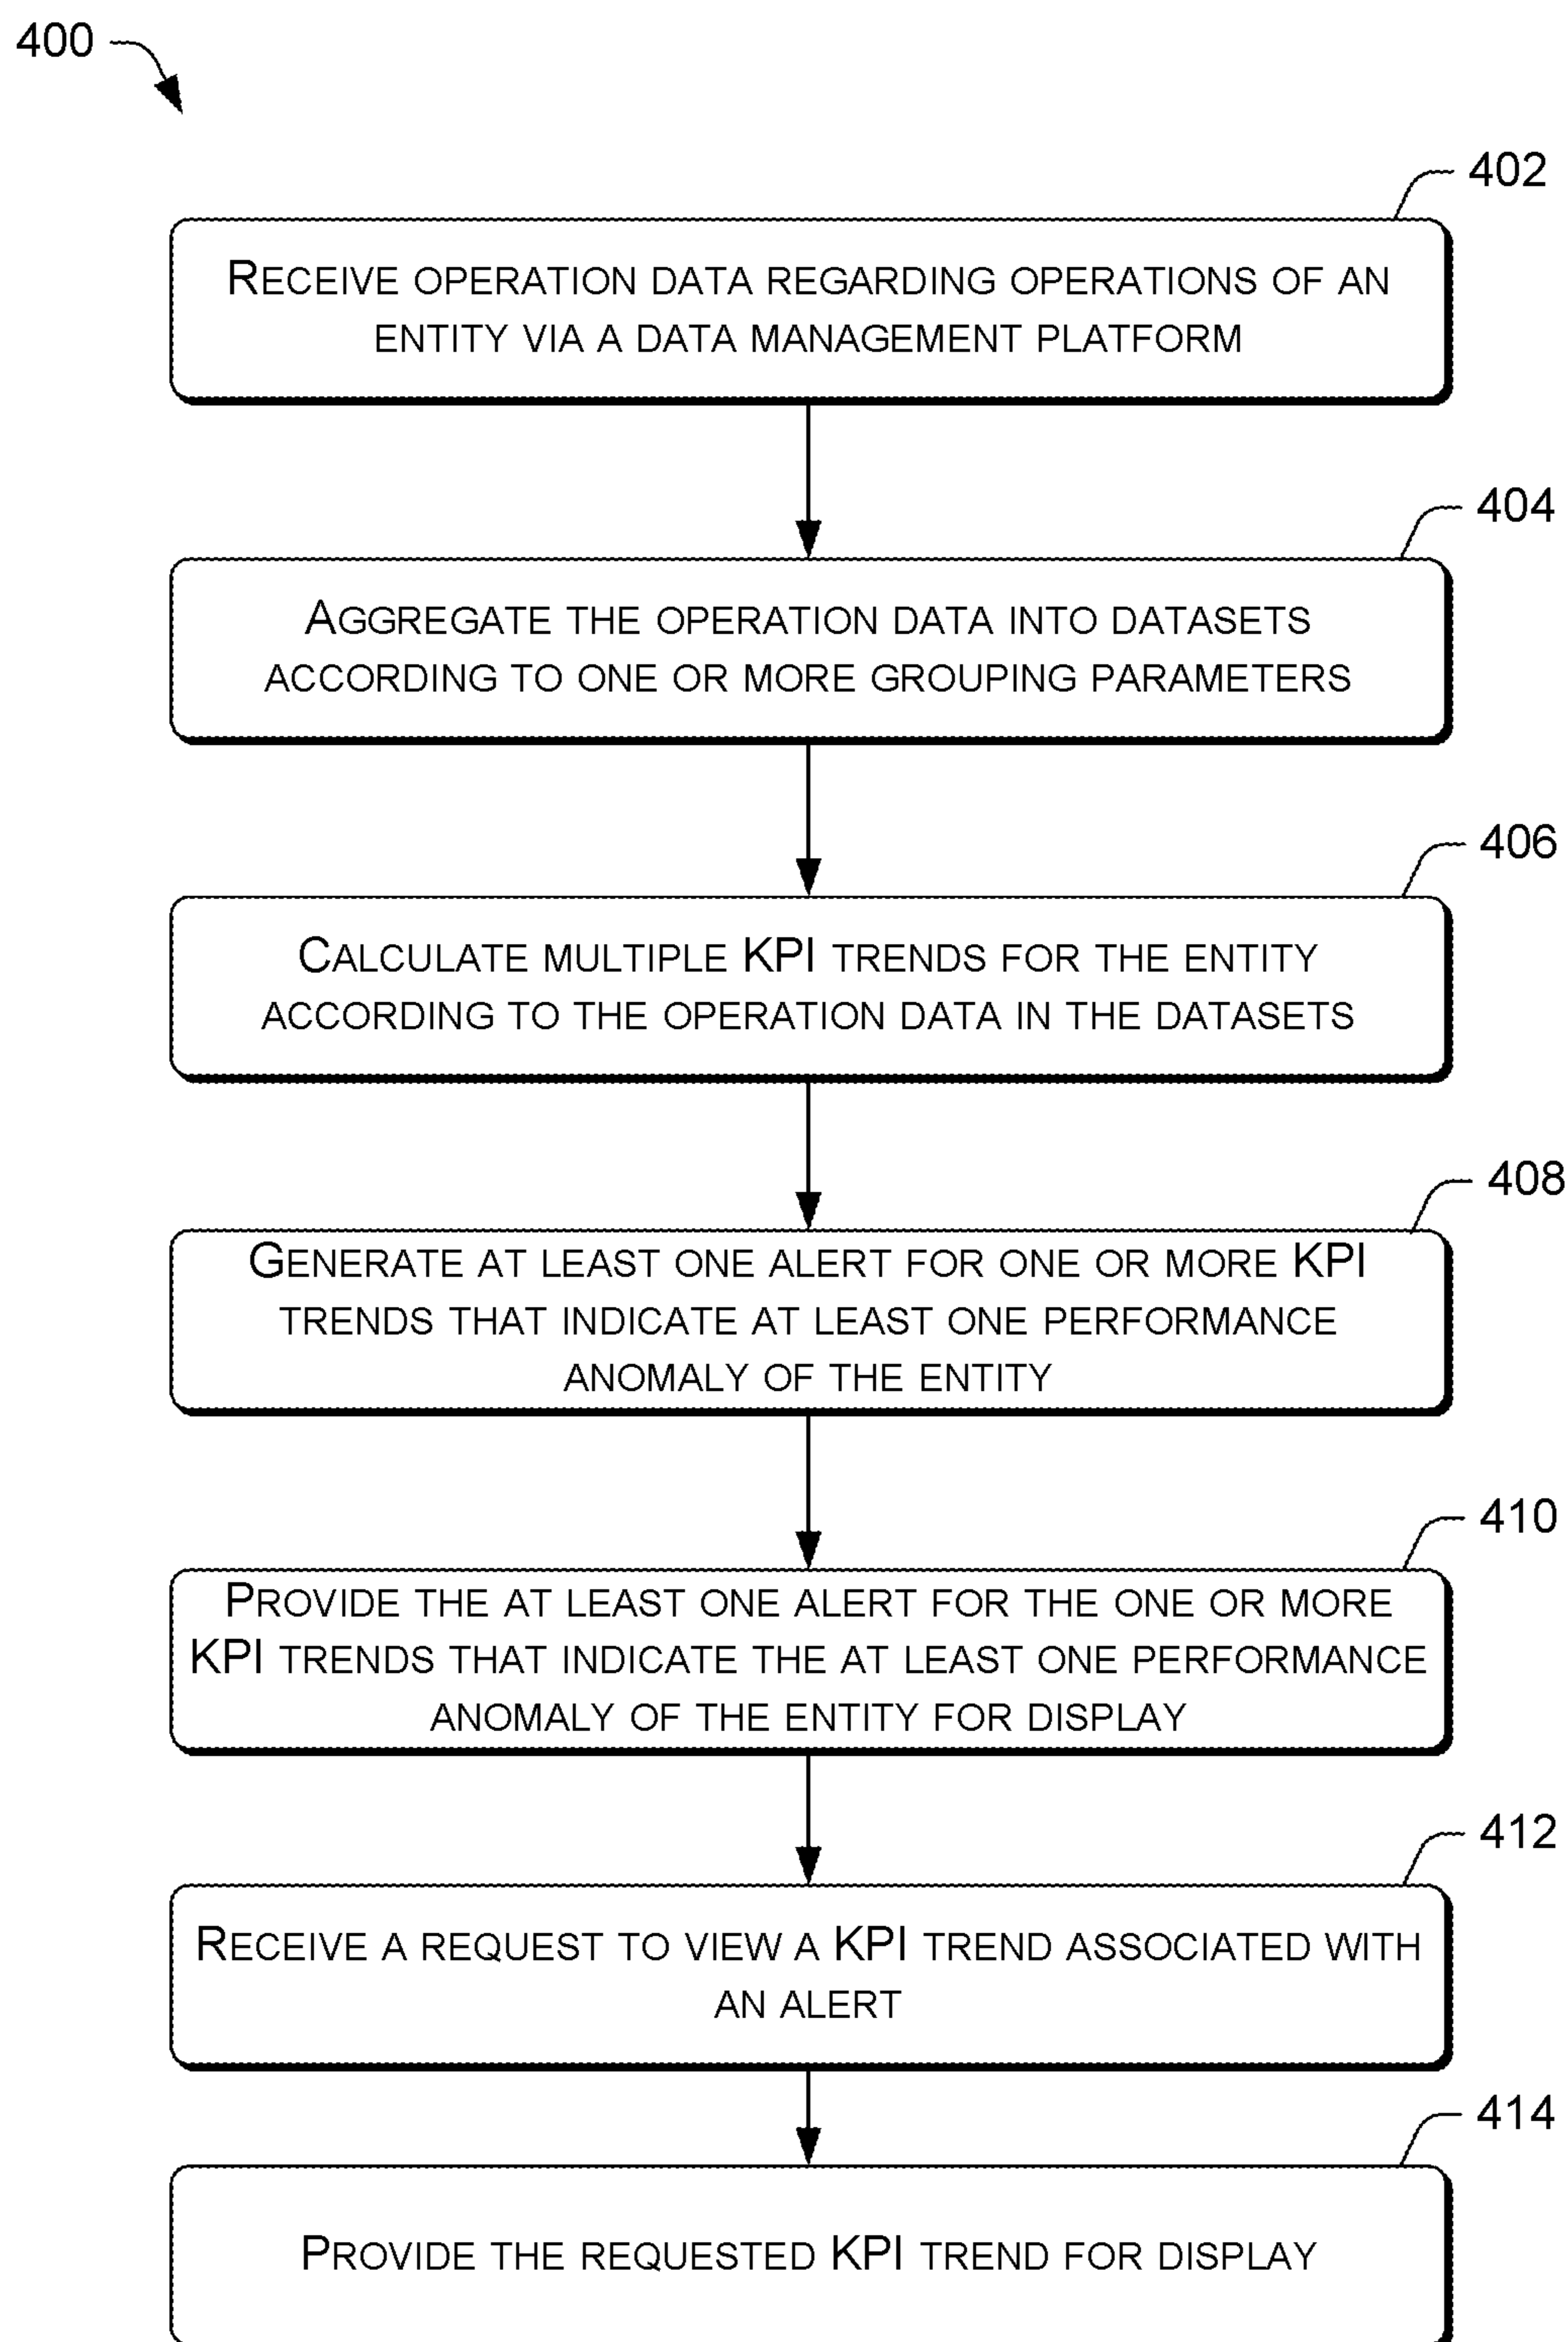 400
402
RECEIVE OPERATION DATA REGARDING OPERATIONS OF AN
ENTITY VIA A DATA MANAGEMENT PLATFORM
404
AGGREGATE THE OPERATION DATA INTO DATASETS
ACCORDING TO ONE OR MORE GROUPING PARAMETERS
406
CALCULATE MULTIPLE KPI TRENDS FOR THE ENTITY
ACCORDING TO THE OPERATION DATA IN THE DATASETS
408
GENERATE AT LEAST ONE ALERT FOR ONE OR MORE KPI
TRENDS THAT INDICATE AT LEAST ONE PERFORMANCE
ANOMALY OF THE ENTITY
410
PROVIDE THE AT LEAST ONE ALERT FOR THE ONE OR MORE
KPI TRENDS THAT INDICATE THE AT LEAST ONE PERFORMANCE
ANOMALY OF THE ENTITY FOR DISPLAY
412
RECEIVE A REQUEST TO VIEW A KPI TREND ASSOCIATED WITH
AN ALERT
414
PROVIDE THE REQUESTED KPI TREND FOR DISPLAY